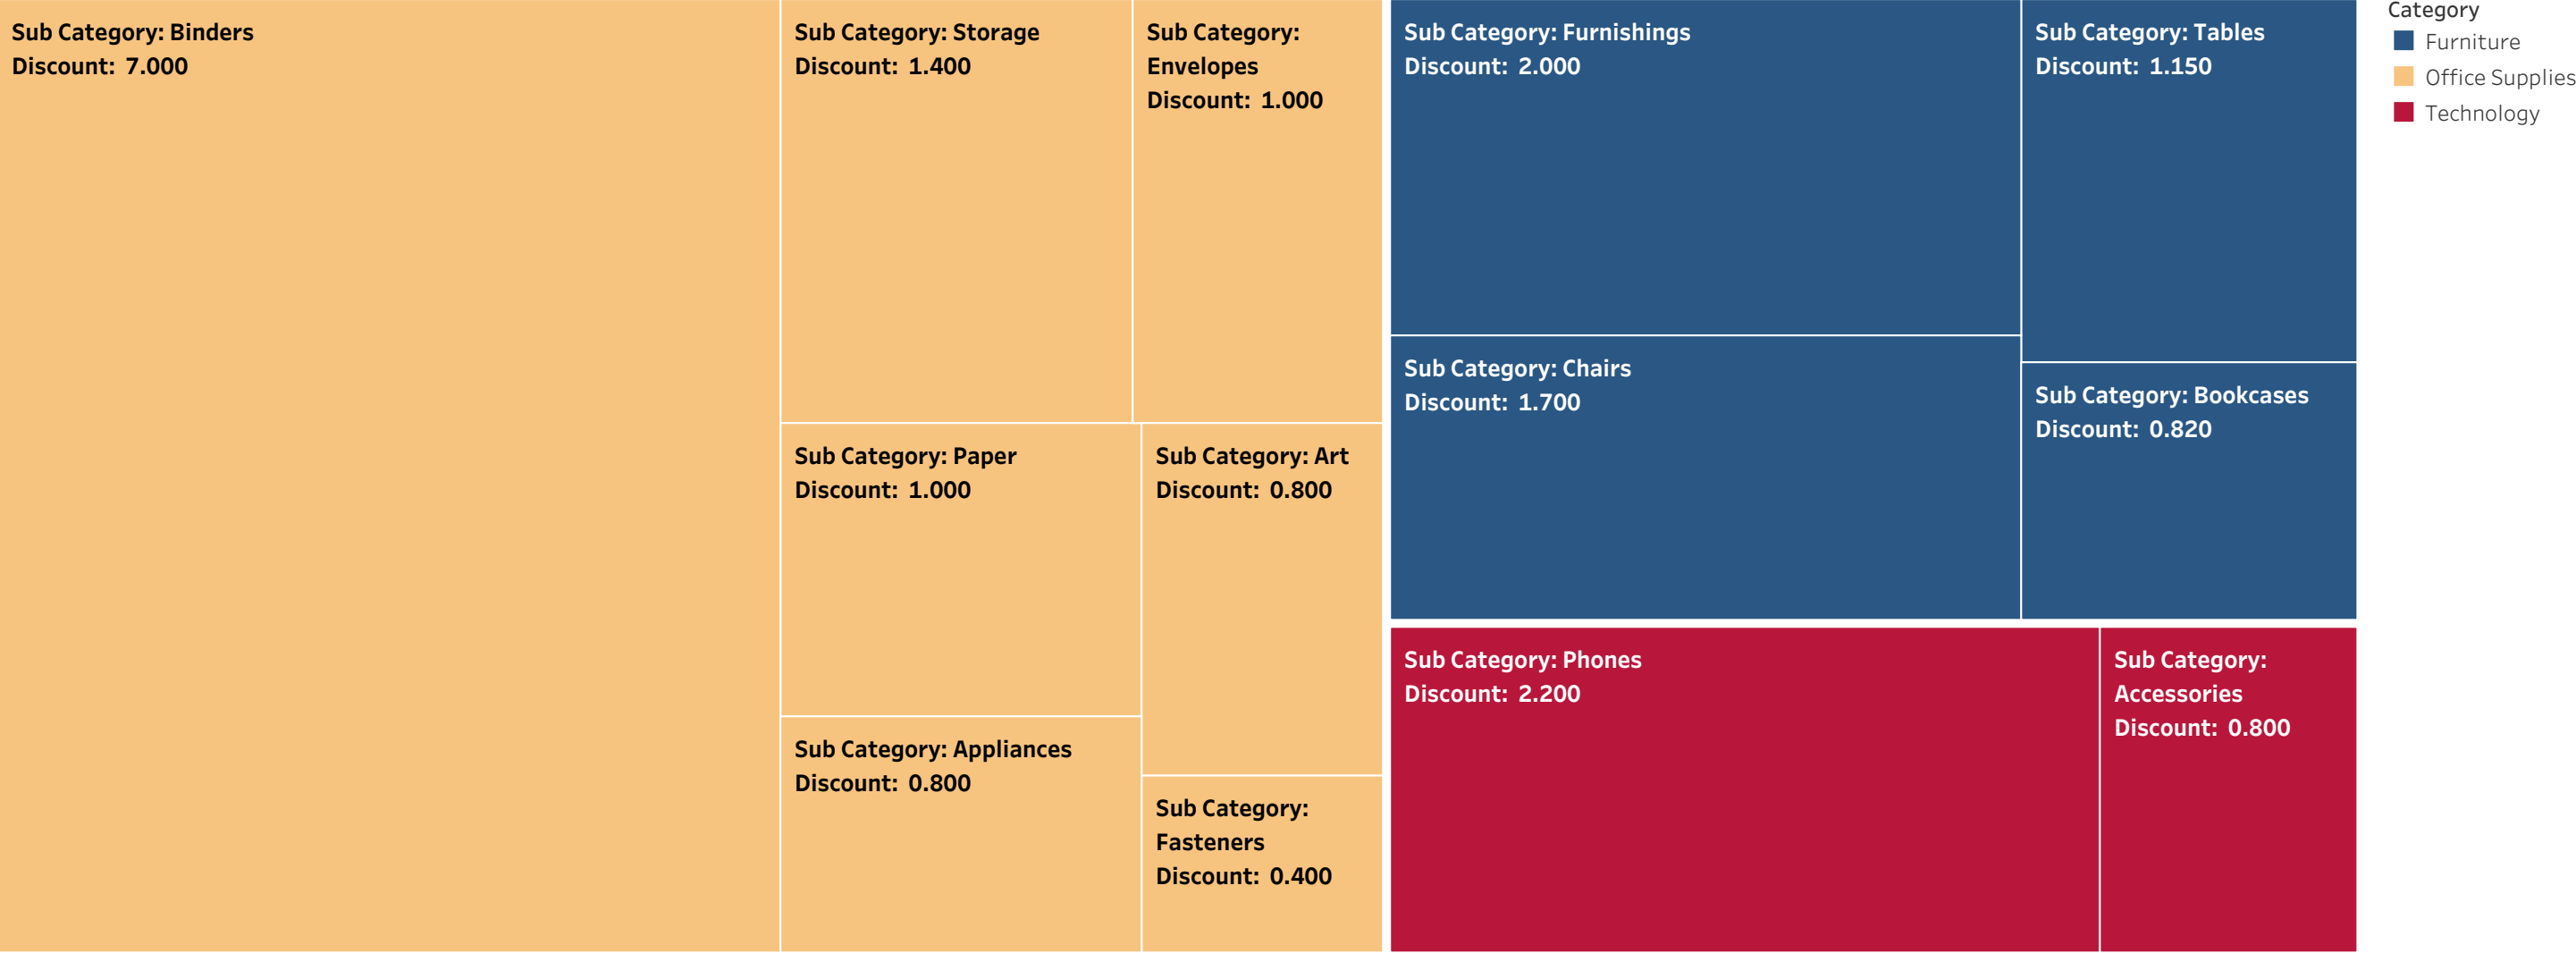 Sub Category: Binders
Discount: 7.000
Sub Category: Storage
Discount: 1.400
Sub Category:
Envelopes
Discount: 1.000
Sub Category: Paper
Discount: 1.000
Sub Category: Art
Discount: 0.800
Sub Category: Appliances
Discount: 0.800
Sub Category:
Fasteners
Discount: 0.400
Sub Category: Furnishings
Discount: 2.000
Sub Category: Tables
Discount: 1.150
Sub Category: Chairs
Discount: 1.700
Sub Category: Bookcases
Discount: 0.820
Sub Category: Phones
Discount: 2.200
Sub Category:
Accessories
Discount: 0.800
Category
Furniture
Office Supplies
Technology